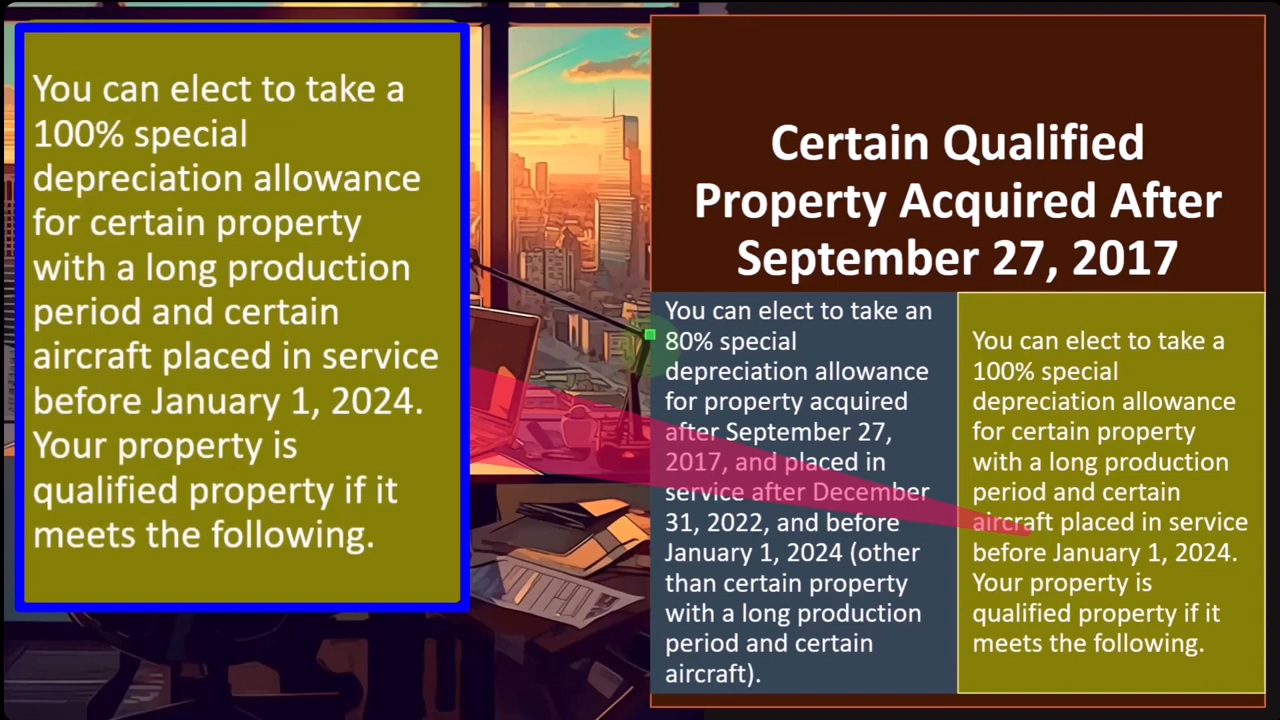 You can elect to take a
100% special
depreciation allowance
for certain property
with a long production
period and certain
aircraft placed in service
before January 1, 2024.
Your property is
qualified property if it
meets the following.
Certain Qualified
Property Acquired After
September 27, 2017
You can elect to take an
80% special
depreciation allowance
for property acquired
after September 27,
2017, and placed in
service after December
31, 2022, and before
January 1, 2024 (other
than certain property
with a long production
period and certain
aircraft).
You can elect to take a
100% special
depreciation allowance
for certain property
with a long production
period and certain
aircraft placed in service
before January 1, 2024.
Your property is
qualified property if it
meets the following.